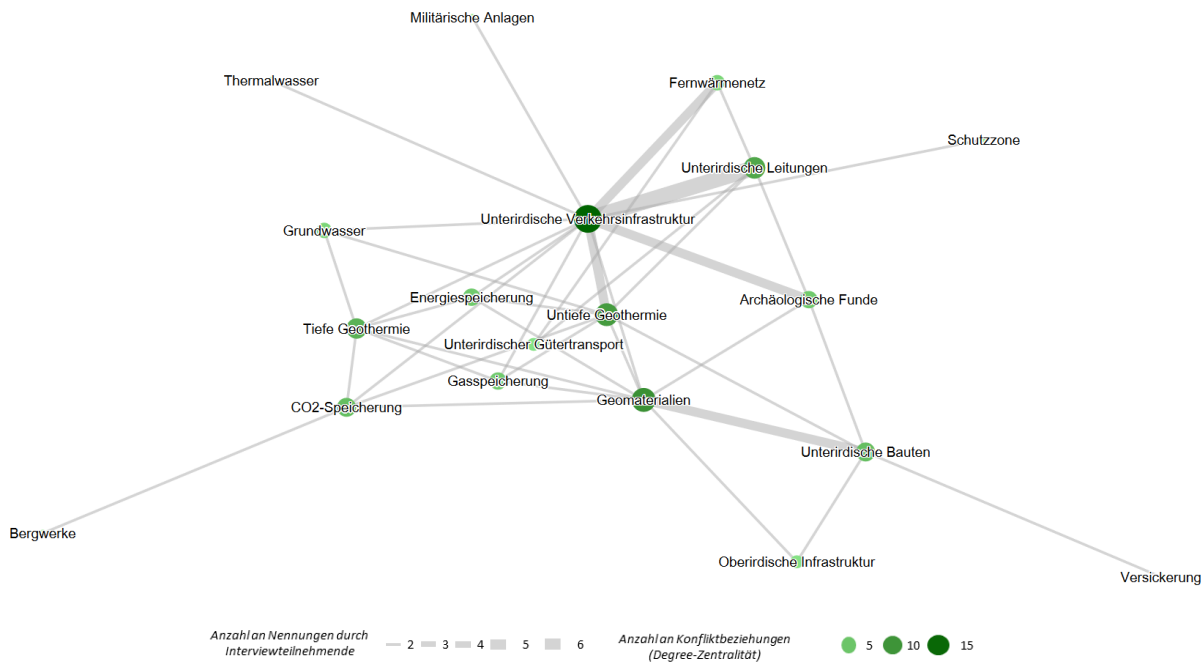 Militärische Anlagen
Thermalwasser
Fernwärmenetz
Schutzzone
Unterirdische Leitungen
Unterirdische Verkehrsinfrastruktur
Grundwasser
Energiespeicherung
Archäologische Funde
Untiefe Geothermie
Tiefe Geothermie
Unterirdischer Gütertransport
Gasspeicherung
Geomaterialien
CO2-Speicherung
Unterirdische Bauten
Bergwerke
Oberirdische Infrastruktur
Versickerung
Anzahl an Nennungen durch
Interviewteilnehmende
2 3 4 5 6
Anzahl an Konfliktbeziehungen
(Degree-Zentralität)
5 10 15